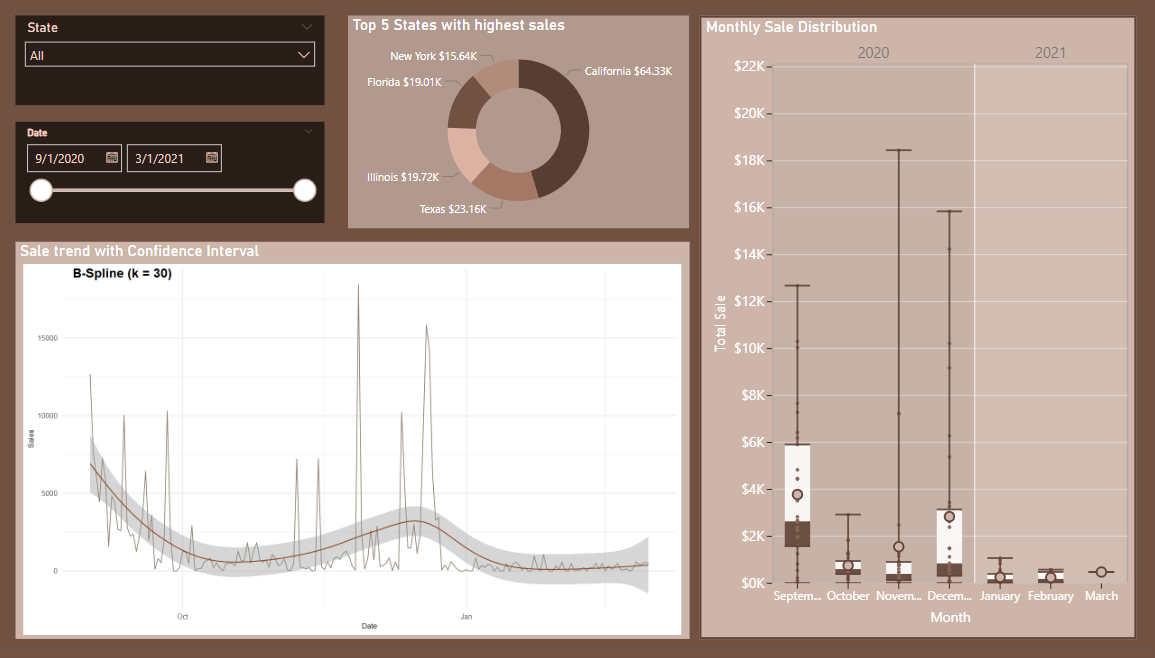 State
All
Date
9/1/2020
3/1/2021
Top 5 States with highest sales
New York $15.64K
California $64.33K
Florida $19.01K
Illinois $19.72K
Texas $23.16K
Sale trend with Confidence Interval
B-Spline (k = 30)
15000
10000
5000
0
Sales
Oct
Jan
Date
Monthly Sale Distribution
2020
2021
$22K
$20K
$18K
$16K
$14K
$12K
$10K
$8K
$6K
$4K
$2K
$0K
Total Sale
Septem...
October
Novem...
Decem...
January
February
March
Month